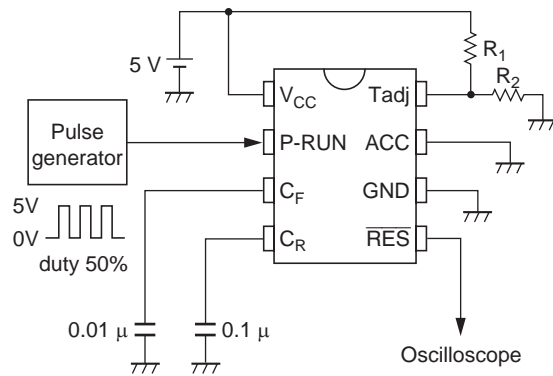 5 V
R1
R2
VCC
Tadj
Pulse
generator
P-RUN
ACC
5V
0V
duty 50%
CF
GND
CR
RES
0.01 μ
0.1 μ
Oscilloscope